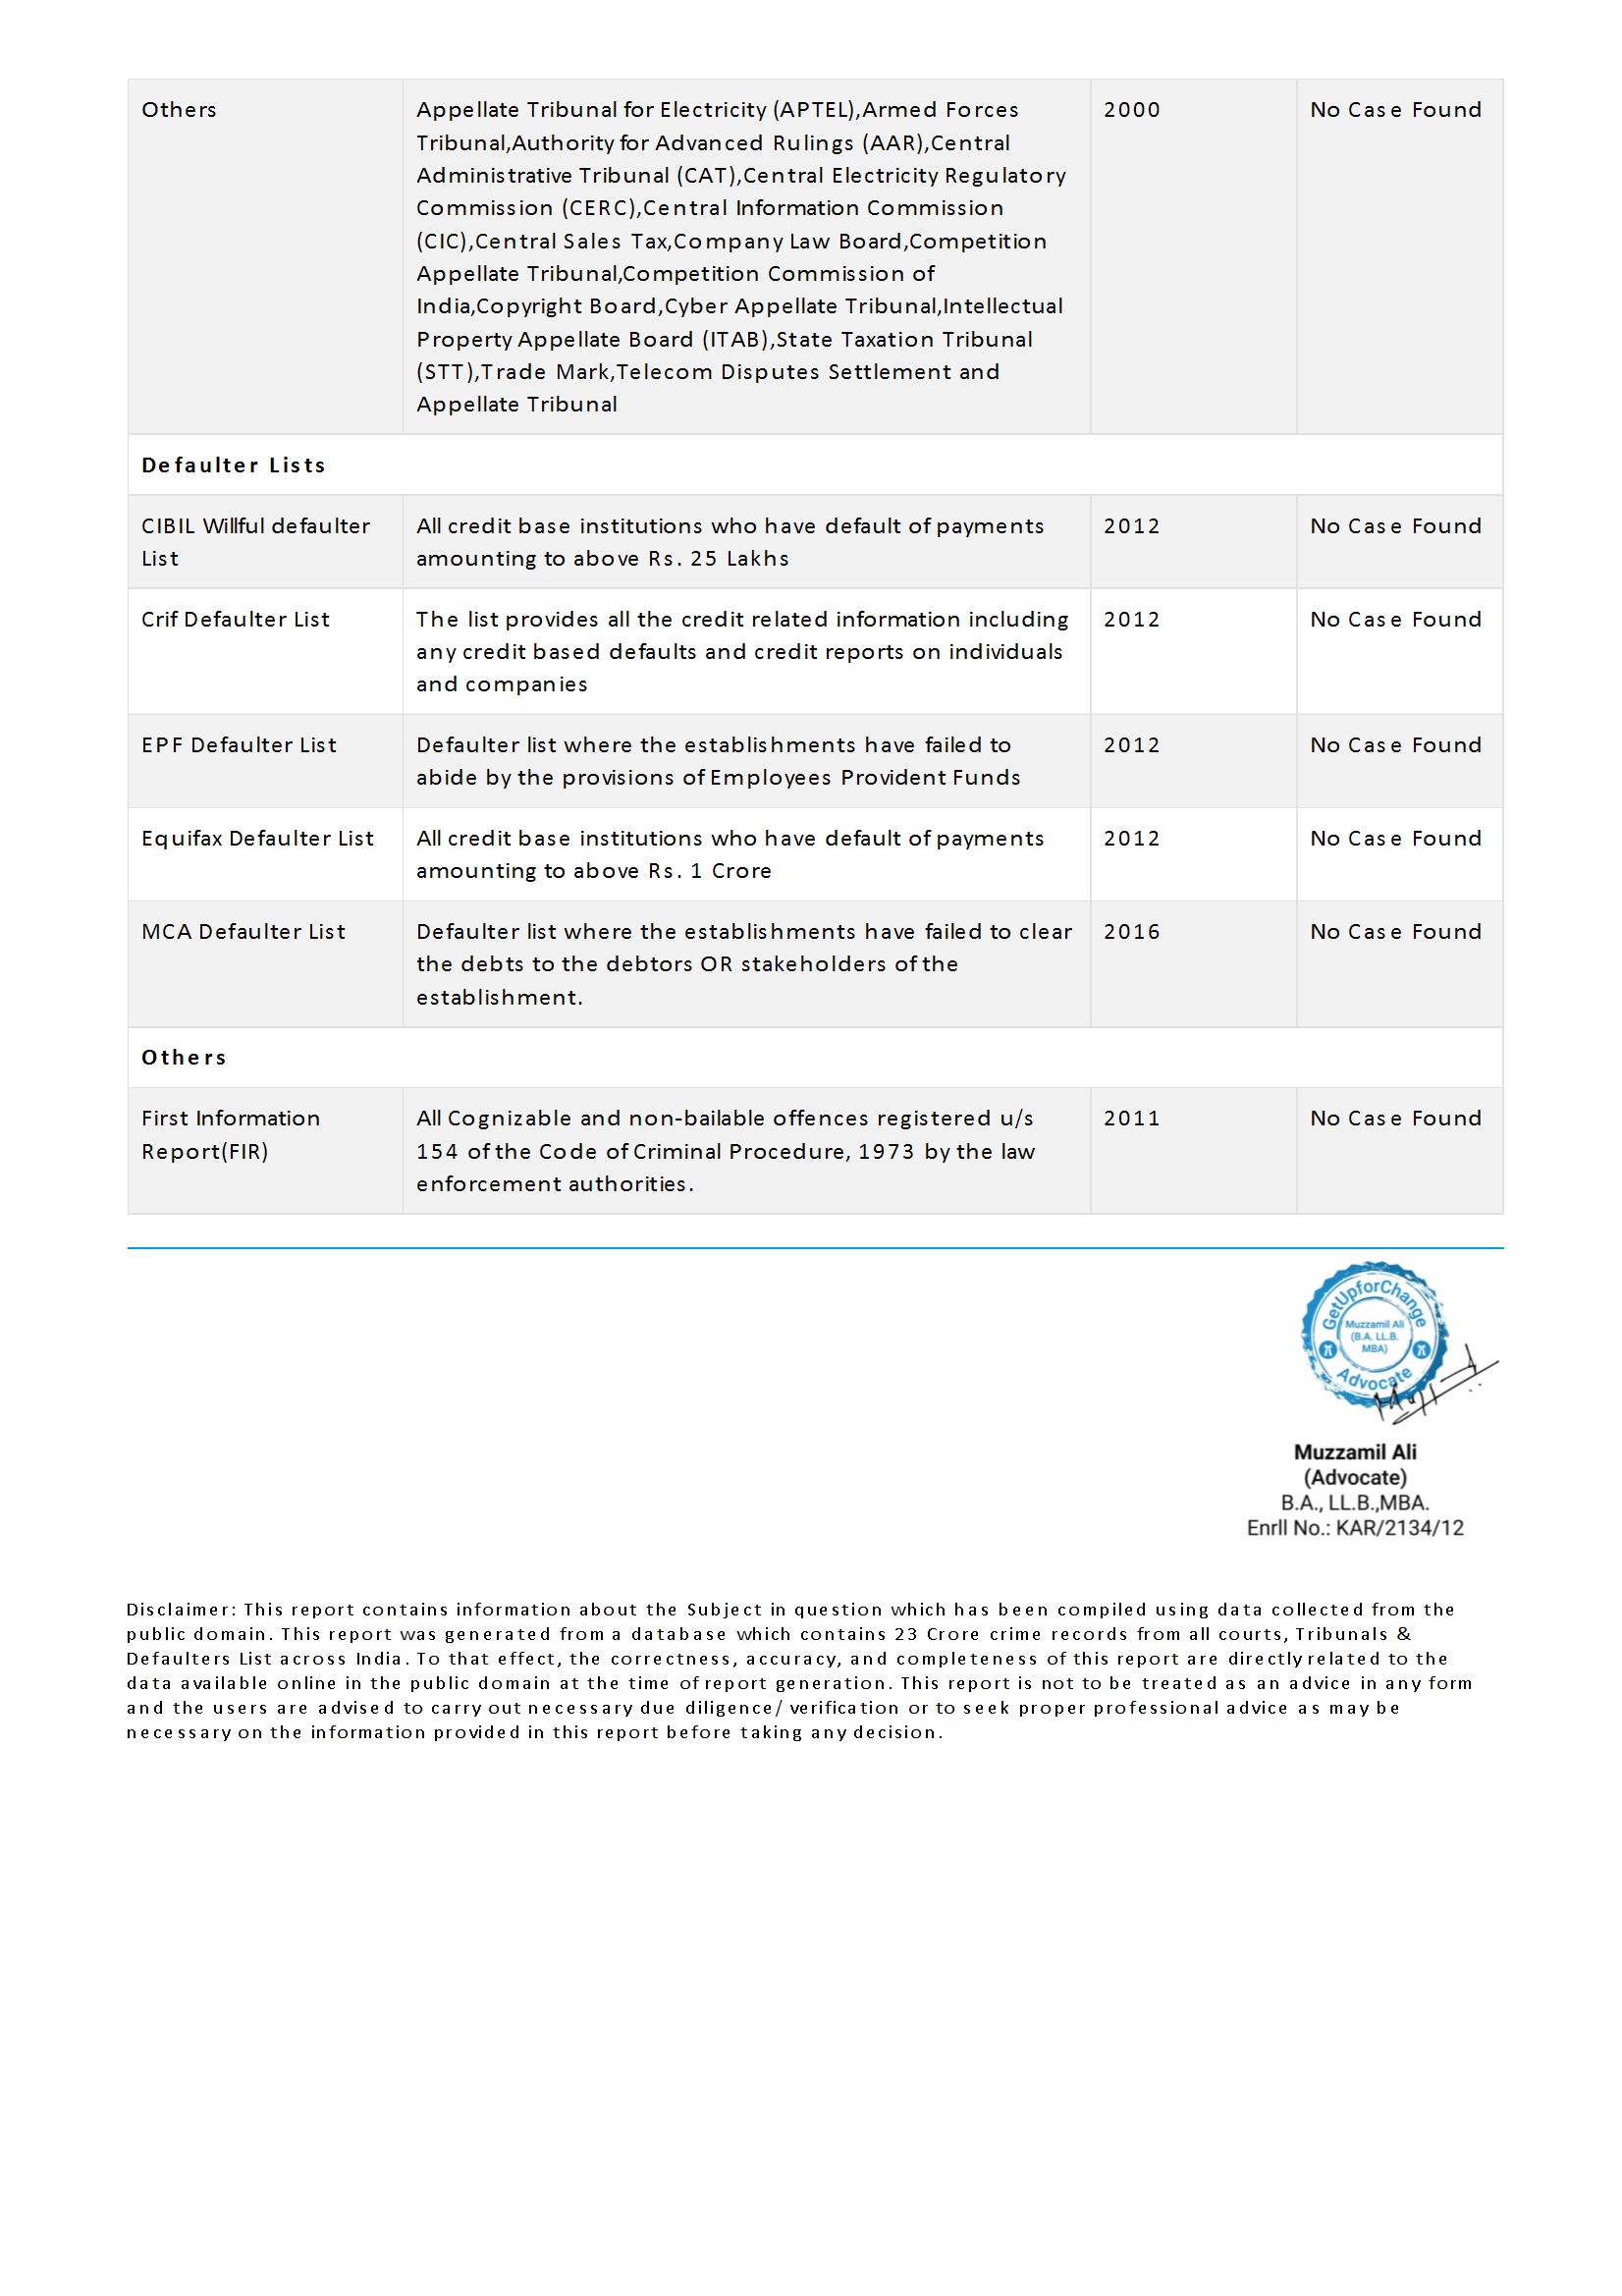 Others
Appellate Tribunal for Electricity (APTEL),Armed Forces
Tribunal,Authority for Advanced Rulings (AAR),Central
Administrative Tribunal (CAT),Central Electricity Regulatory
Commission (CERC),Central Information Commission
(CIC),Central Sales Tax,Company Law Board,Competition
Appellate Tribunal,Competition Commission of
India,Copyright Board,Cyber Appellate Tribunal,Intellectual
Property Appellate Board (ITAB),State Taxation Tribunal
(STT),Trade Mark,Telecom Disputes Settlement and
Appellate Tribunal
2000
No Case Found
Defaulter Lists
CIBIL Willful defaulter
List
All credit base institutions who have default of payments
amounting to above Rs. 25 Lakhs
2012
No Case Found
Crif Defaulter List
The list provides all the credit related information including
any credit based defaults and credit reports on individuals
and companies
2012
No Case Found
EPF Defaulter List
Defaulter list where the establishments have failed to
abide by the provisions of Employees Provident Funds
2012
No Case Found
Equifax Defaulter List
All credit base institutions who have default of payments
amounting to above Rs. 1 Crore
2012
No Case Found
MCA Defaulter List
Defaulter list where the establishments have failed to clear
the debts to the debtors OR stakeholders of the
establishment.
2016
No Case Found
Others
First Information
Report(FIR)
All Cognizable and non-bailable offences registered u/s
154 of the Code of Criminal Procedure, 1973 by the law
enforcement authorities.
2011
No Case Found
GetUpforChange
Muzzamil Ali
(B.A. LL.B.
MBA)
Advocate
Muzzamil Ali
(Advocate)
B.A., LL.B.,MBA.
Enrll No.: KAR/2134/12
Disclaimer: This report contains information about the Subject in question which has been compiled using data collected from the
public domain. This report was generated from a database which contains 23 Crore crime records from all courts, Tribunals &
Defaulters List across India. To that effect, the correctness, accuracy, and completeness of this report are directly related to the
data available online in the public domain at the time of report generation. This report is not to be treated as an advice in any form
and the users are advised to carry out necessary due diligence/ verification or to seek proper professional advice as may be
necessary on the information provided in this report before taking any decision.